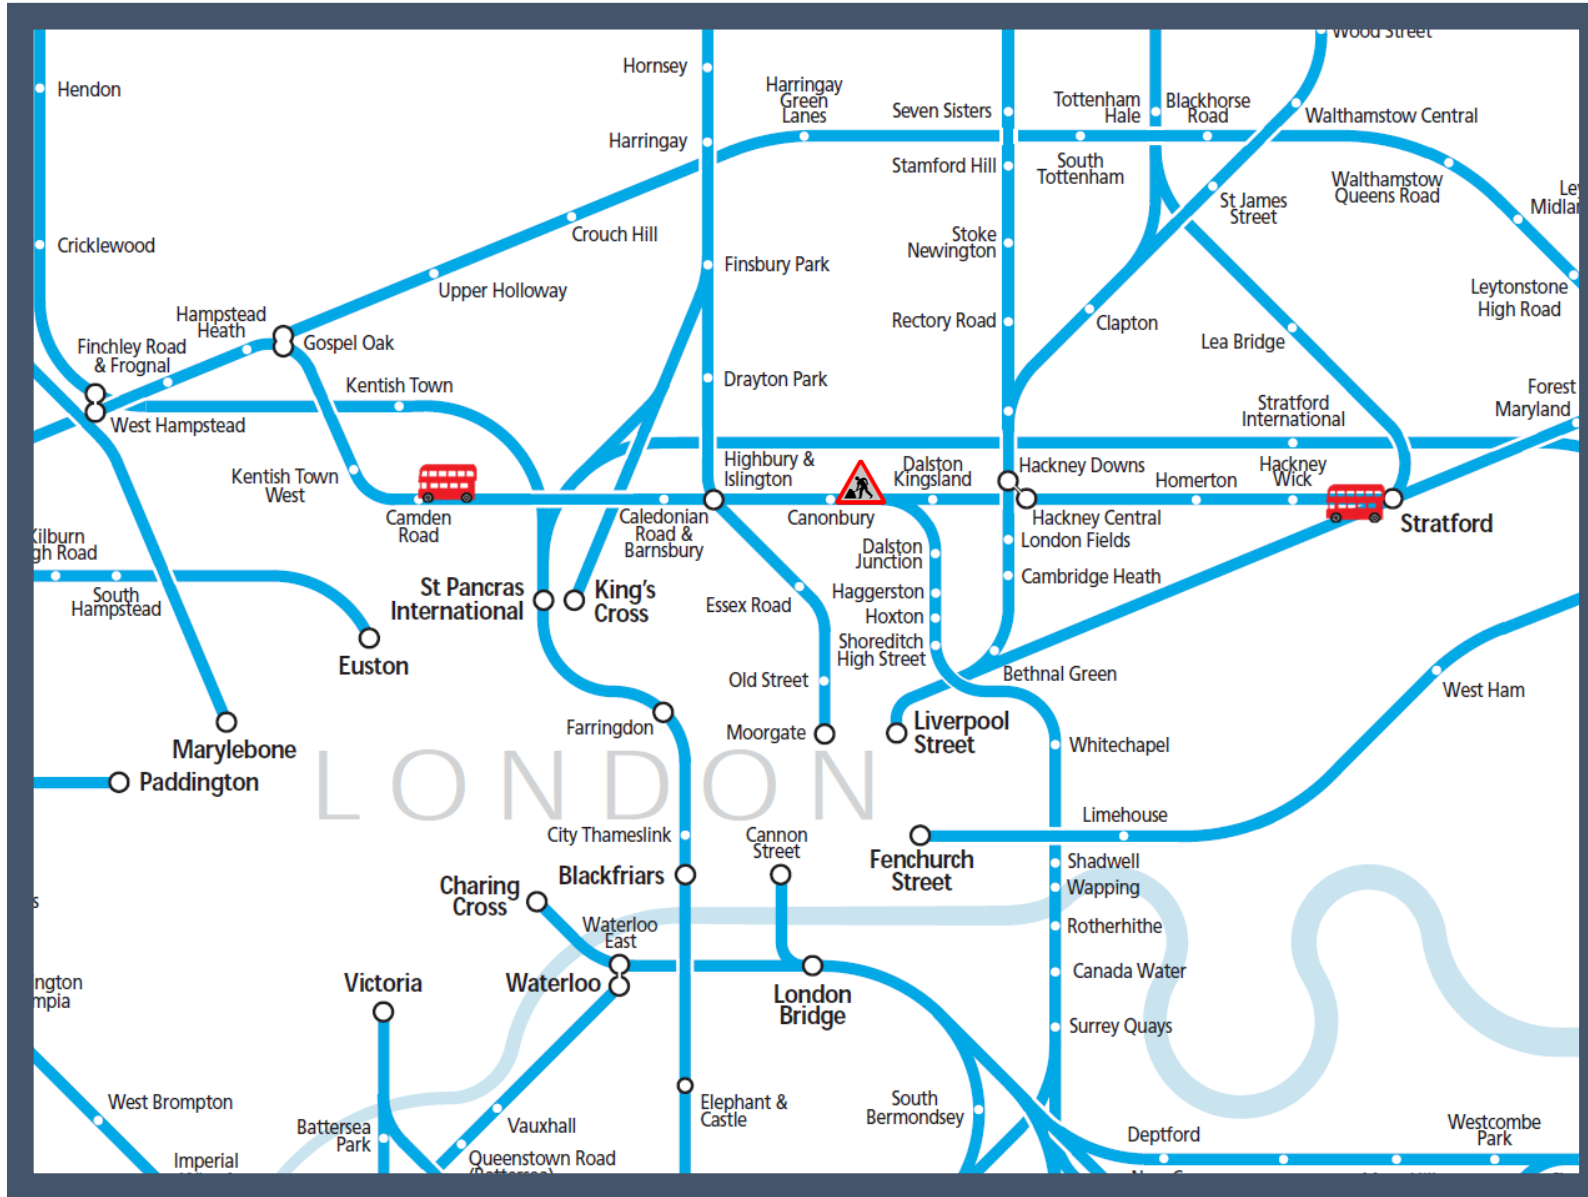 Wood Street
Hornsey
Hendon
Harringay
Green
Lanes
Seven Sisters
Tottenham
Hale
Blackhorse
Road
Walthamstow Central
Harringay
Stamford Hill
South
Tottenham
Walthamstow
Queens Road
St James
Street
Crouch Hill
Stoke
Newington
Cricklewood
Finsbury Park
Upper Holloway
Leytonstone
High Road
Hampstead
Heath
Gospel Oak
Rectory Road
Clapton
Lea Bridge
Finchley Road
& Frognal
Kentish Town
Drayton Park
Forest
Maryland
Stratford
International
West Hampstead
Highbury &
Islington
Dalston
Kingsland
Hackney Downs
Homerton
Hackney
Wick
Kentish Town
West
Camden
Road
Caledonian
Road &
Barnsbury
Canonbury
Hackney Central
Stratford
London Fields
Dalston
Junction
Cambridge Heath
South
Hampstead
St Pancras
International
King's
Cross
Essex Road
Haggerston
Hoxton
Shoreditch
High Street
Euston
Bethnal Green
Old Street
West Ham
Farringdon
Moorgate
Liverpool
Street
Marylebone
Whitechapel
Paddington
LONDON
City Thameslink
Cannon
Street
Limehouse
Blackfriars
Fenchurch
Street
Shadwell
Charing
Cross
Wapping
Waterloo
East
Rotherhithe
Victoria
Waterloo
London
Bridge
Canada Water
Surrey Quays
West Brompton
Battersea
Park
Vauxhall
Elephant &
Castle
South
Bermondsey
Deptford
Westcombe
Park
Imperial
Queenstown Road
(Battersea)